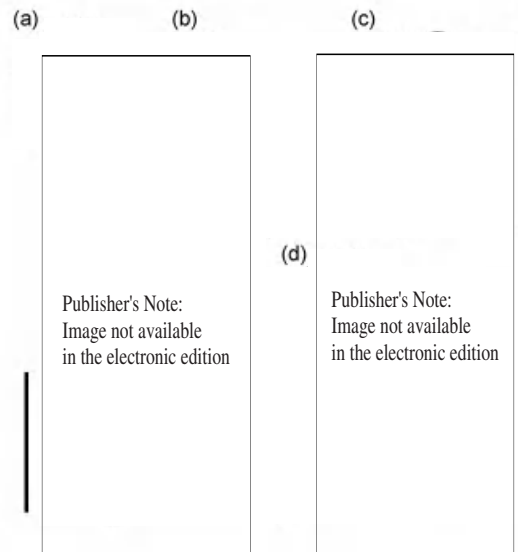 (a)
(b)
(c)
(d)
Publisher's Note:
Image not available
in the electronic edition
Publisher's Note:
Image not available
in the electronic edition